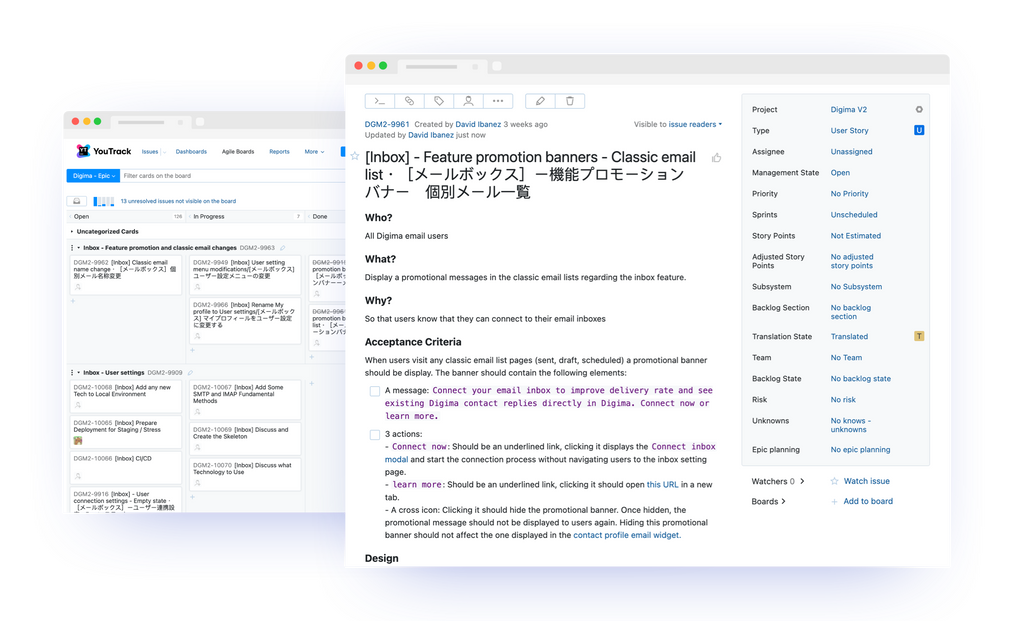 YouTrack
Issues
Dashboards
Agile Boards
Reports
More
Digima - Epic
Filter cards on the board
13 unresolved issues not visible on the board
Open
126
In Progress
7
Done
Uncategorized Cards
Inbox - Feature promotion and classic email changes DGM2-9963
DGM2-9962 [Inbox] Classic email
name change・［メールボックス］個
別メール名称変更
DGM2-9949 [Inbox] User setting
menu modifications/[メールボックス]
ユーザー設定メニューの変更
DGM2-9966 [Inbox] Rename My
profile to User settings/[メールボック
ス] マイプロフィールをユーザー設定
に変更する
promotion b
［メールボッ
list・
Inbox - User settings DGM2-9909
DGM2-10068 [Inbox] Add any new
Tech to Local Environment
DGM2-10065 [Inbox] Prepare
Deployment for Staging / Stress
DGM2-10066 [Inbox] CI/CD
DGM2-9916 [Inbox] - User
connection settings - Empty state・
［メールボックス］ーユーザー連携設
DGM2-10067 [Inbox] Add Some
SMTP and IMAP Fundamental
Methods
DGM2-10069 [Inbox] Discuss and
Create the Skeleton
DGM2-10070 [Inbox] Discuss what
Technology to Use
DGM2-9961 Created by David Ibanez 3 weeks ago
Updated by David Ibanez just now
Visible to issue readers
[Inbox] - Feature promotion banners - Classic email
list・［メールボックス］ー機能プロモーション
バナー　個別メール一覧
Who?
All Digima email users
What?
Display a promotional messages in the classic email lists regarding the inbox feature.
Why?
So that users know that they can connect to their email inboxes
Acceptance Criteria
When users visit any classic email list pages (sent, draft, scheduled) a promotional banner
should be display. The banner should contain the following elements:
A message: Connect your email inbox to improve delivery rate and see
existing Digima contact replies directly in Digima. Connect now or
learn more.
3 actions:
- Connect now: Should be an underlined link, clicking it displays the Connect inbox
modal and start the connection process without navigating users to the inbox setting
page.
- learn more: Should be an underlined link, clicking it should open this URL in a new
tab.
- A cross icon: Clicking it should hide the promotional banner. Once hidden, the
promotional message should not be displayed to users again. Hiding this promotional
banner should not affect the one displayed in the contact profile email widget.
Design
Project Digima V2
Type User Story U
Assignee Unassigned
Management State Open
Priority No Priority
Sprints Unscheduled
Story Points Not Estimated
Adjusted Story No adjusted
Points story points
Subsystem No Subsystem
Backlog Section No backlog
section
Translation State Translated T
Team No Team
Backlog State No backlog state
Risk No risk
Unknowns No knows -
unknowns
Epic planning No epic planning
Watchers 0
Watch issue
Boards
Add to board